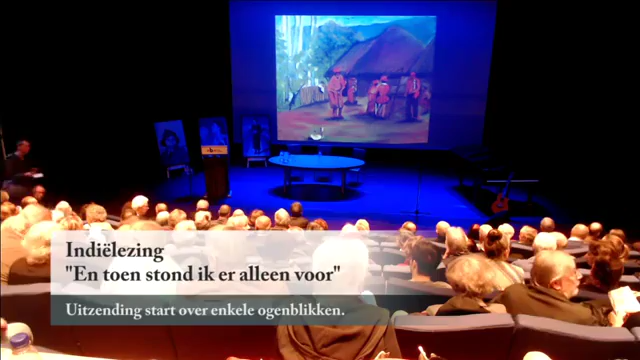 Indiëlezing
"En toen stond ik er alleen voor"
Uitzending start over enkele ogenblikken.